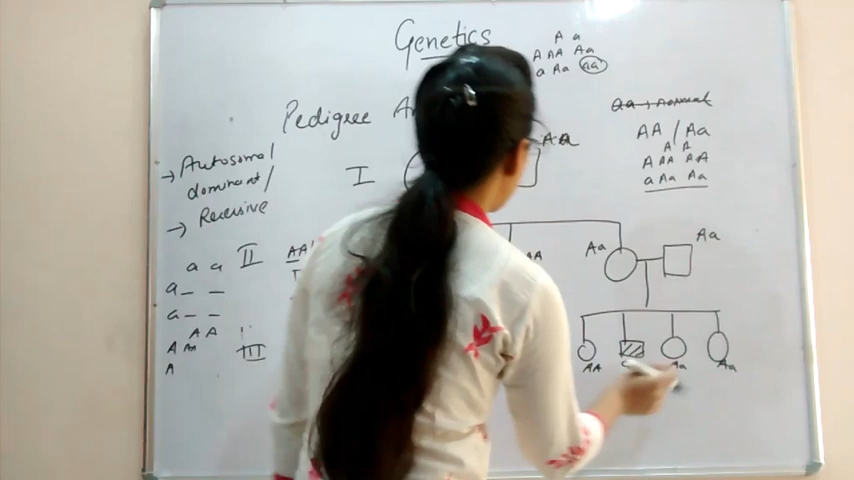 Genetics
A a
A AA Aa
a Aa aa
Pedigree
Aa → Normal
AA / Aa
A A
A AA AA
a Aa Aa
→ Autosomal
dominant /
→ Recessive
I
Aa
II
AA
AA
Aa
Aa
a a
a – –
a – –
A A
A AA
A
III
AA
Aa
Aa